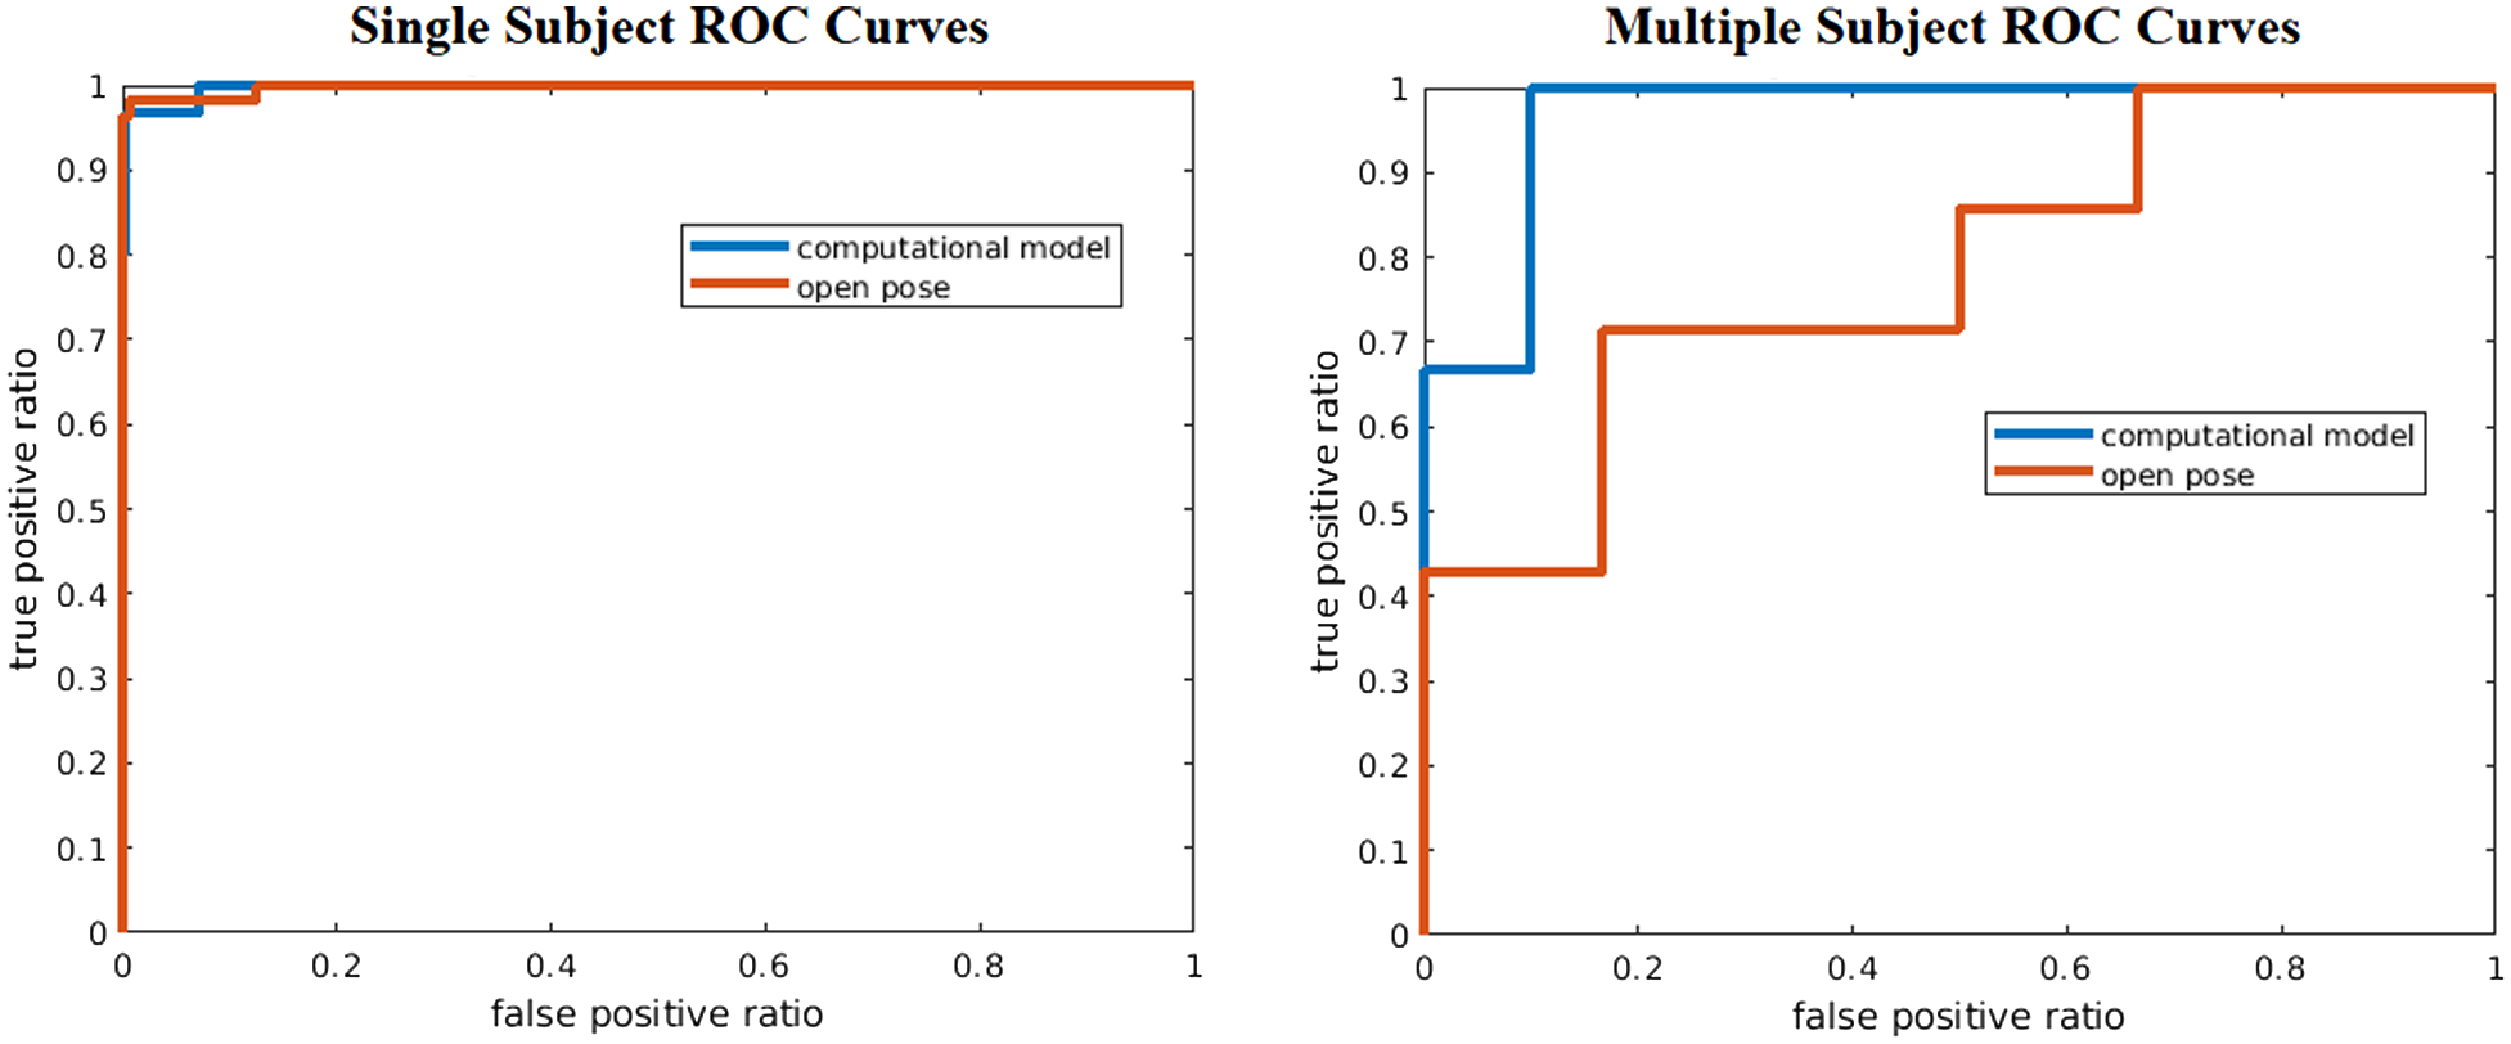 Single Subject ROC Curves
1
0.9
0.8
0.7
0.6
0.5
0.4
0.3
0.2
0.1
0
true positive ratio
computational model
open pose
0 0.2 0.4 0.6 0.8 1
false positive ratio
Multiple Subject ROC Curves
1
0.9
0.8
0.7
0.6
0.5
0.4
0.3
0.2
0.1
0
true positive ratio
computational model
open pose
0 0.2 0.4 0.6 0.8 1
false positive ratio